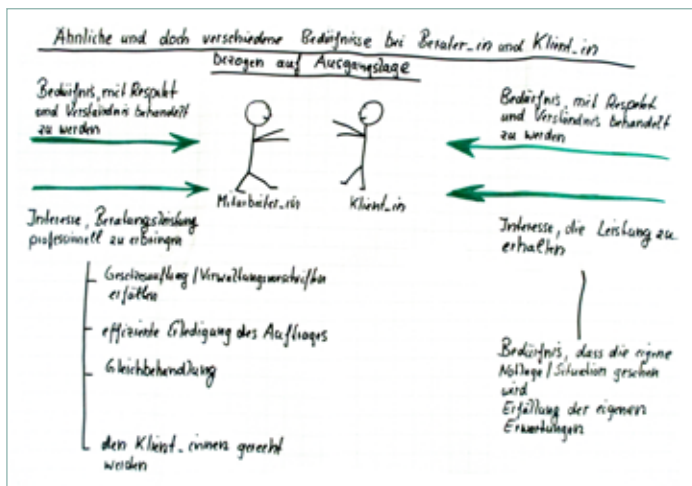 Ähnliche und doch verschiedene Bedürfnisse bei Berater_in und Klient_in
bezogen auf Ausgangslage
Bedürfnis, mit Respekt
und Verständnis behandelt
zu werden
Mitarbeiter_in
Klient_in
Interesse, Beratungsleistung
professionell zu erbringen
Gesetzesauftrag / Verwaltungsvorschriften
erfüllen
effiziente Erledigung des Auftrages
Gleichbehandlung
den Klient_innen gerecht
werden
Bedürfnis, mit Respekt
und Verständnis behandelt
zu werden
Interesse, die Leistung zu
erhalten
Bedürfnis, dass die eigene
Notlage / Situation gesehen
wird
Erfüllung der eigenen
Erwartungen